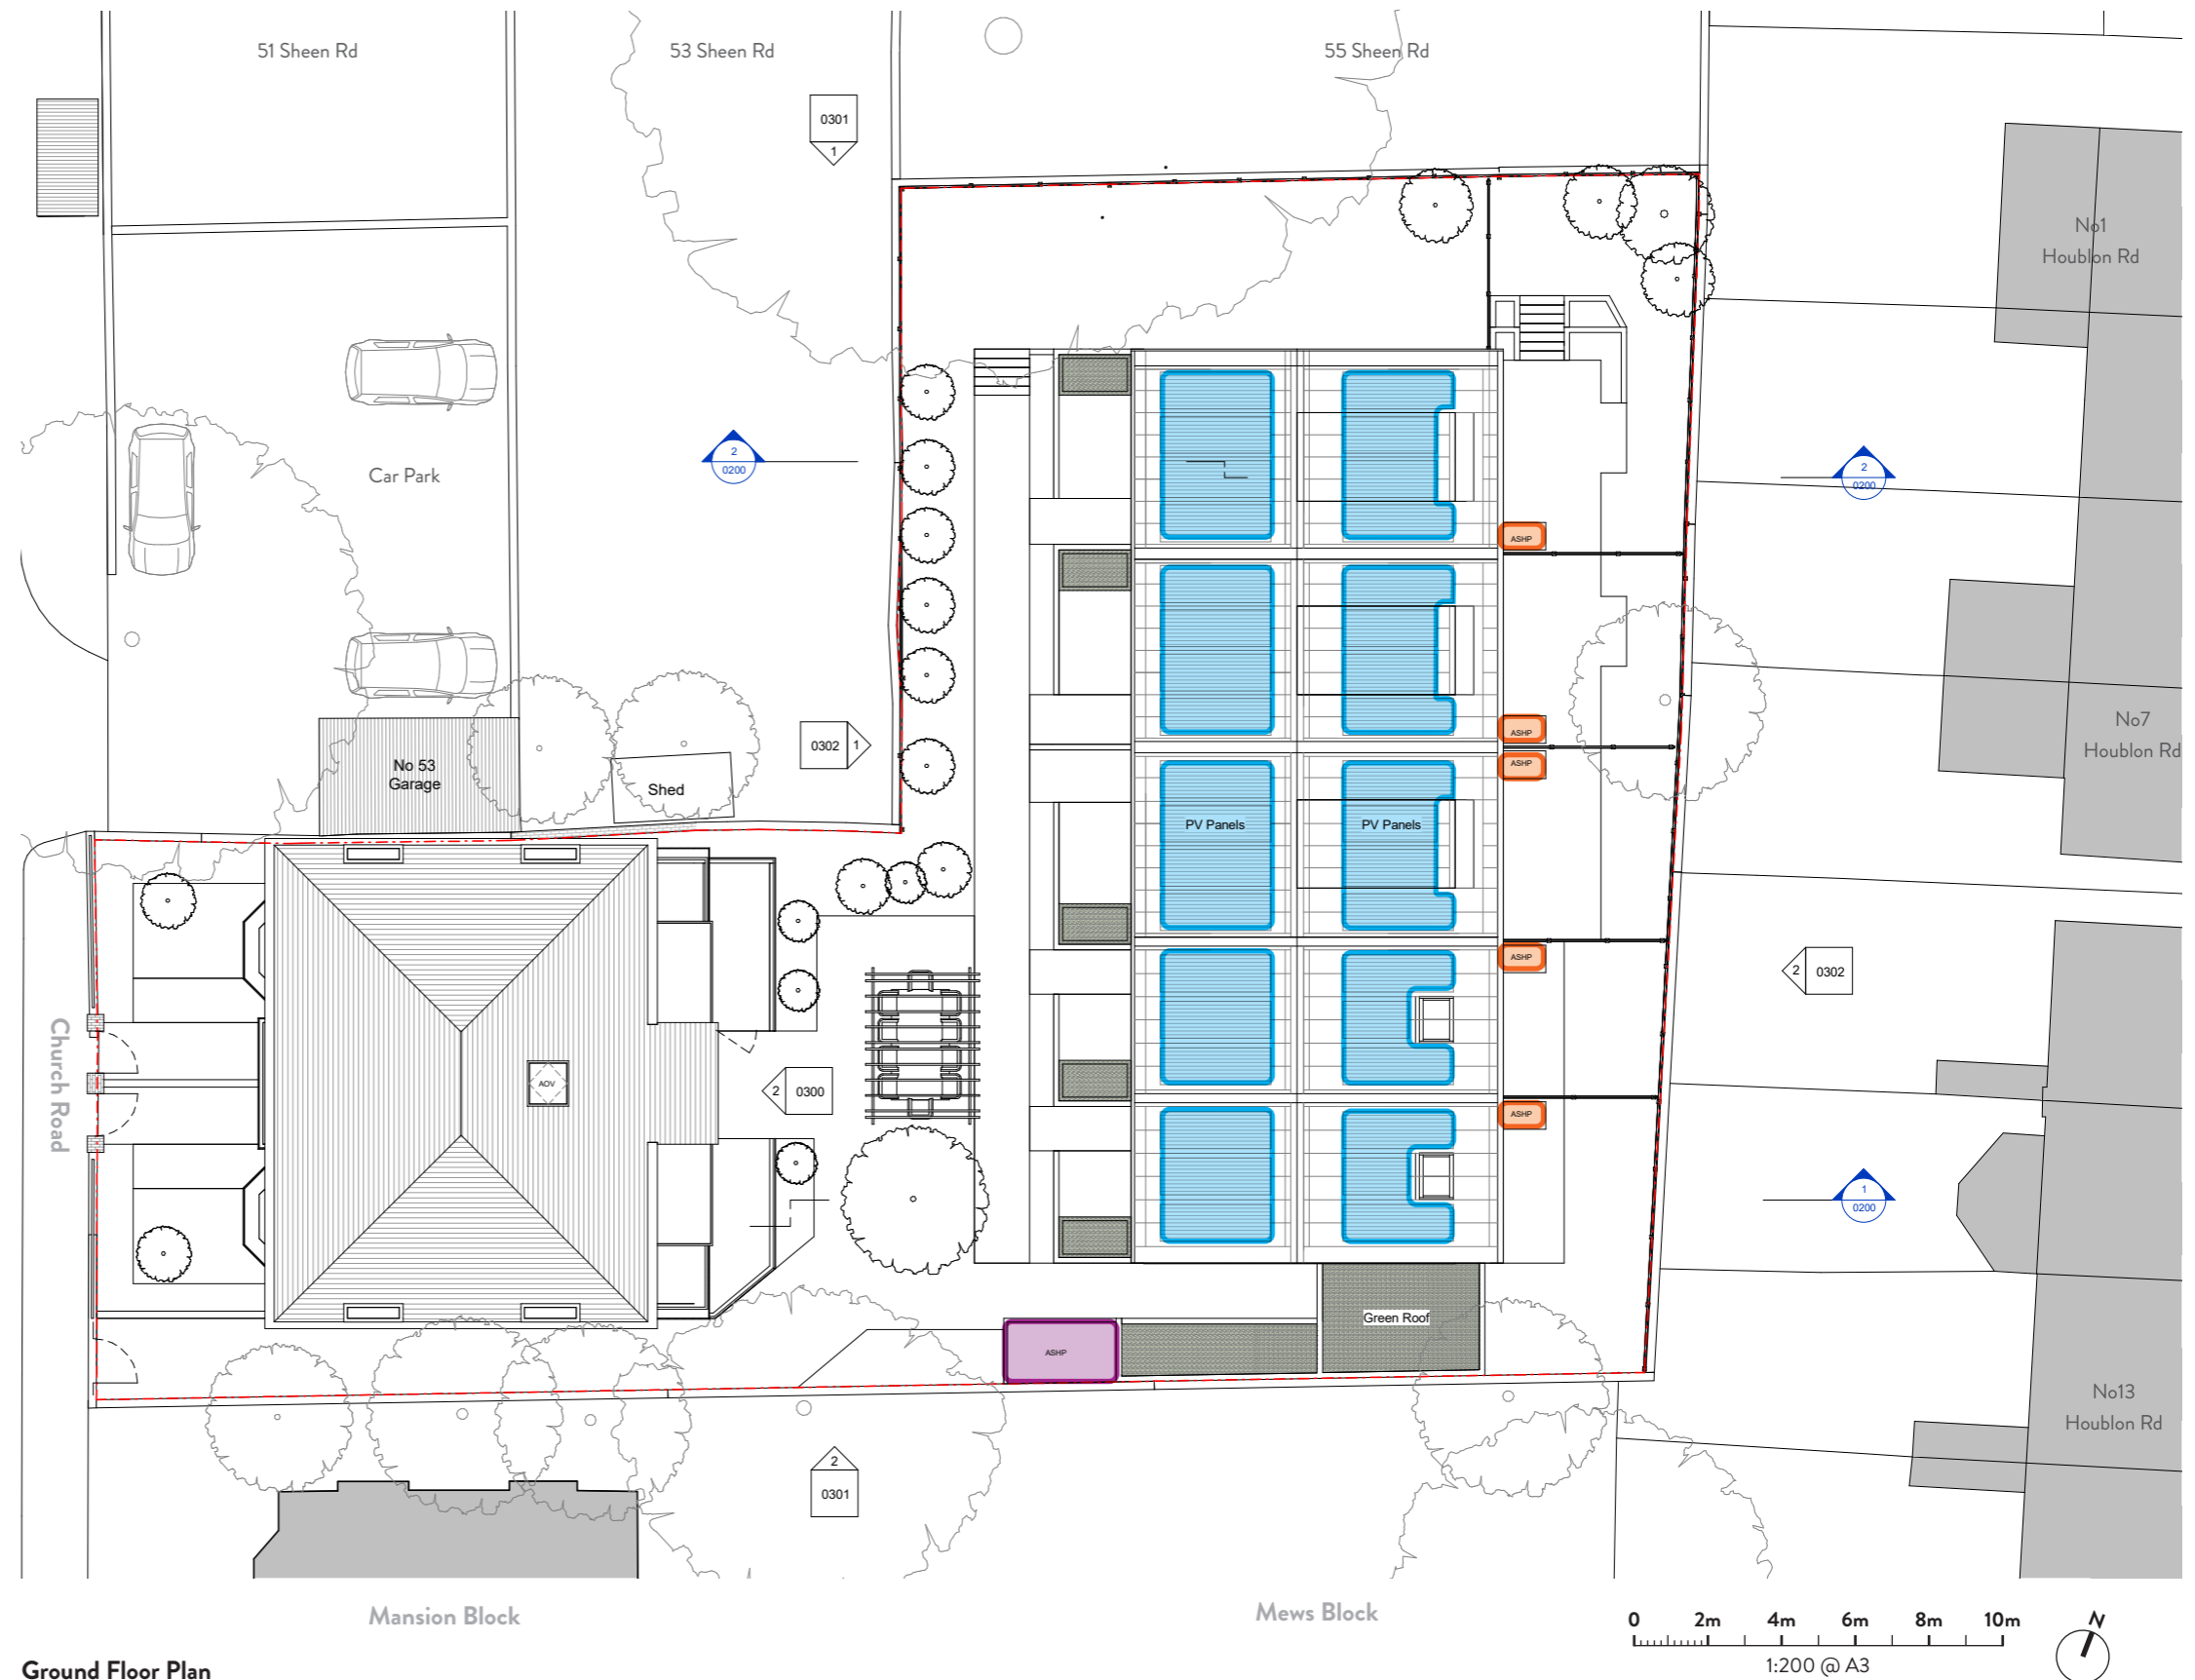 51 Sheen Rd
53 Sheen Rd
55 Sheen Rd
0301
1
No1
Houblon Rd
2
0200
2
0200
Car Park
ASHP
0302
1
No 53
Garage
Shed
ASHP
ASHP
No7
Houblon Rd
PV Panels
PV Panels
ASHP
2
0302
Church Road
AOV
2
0300
ASHP
1
0200
Green Roof
ASHP
No13
Houblon Rd
2
0301
Mansion Block
Mews Block
0 2m 4m 6m 8m 10m
1:200 @ A3
N
Ground Floor Plan